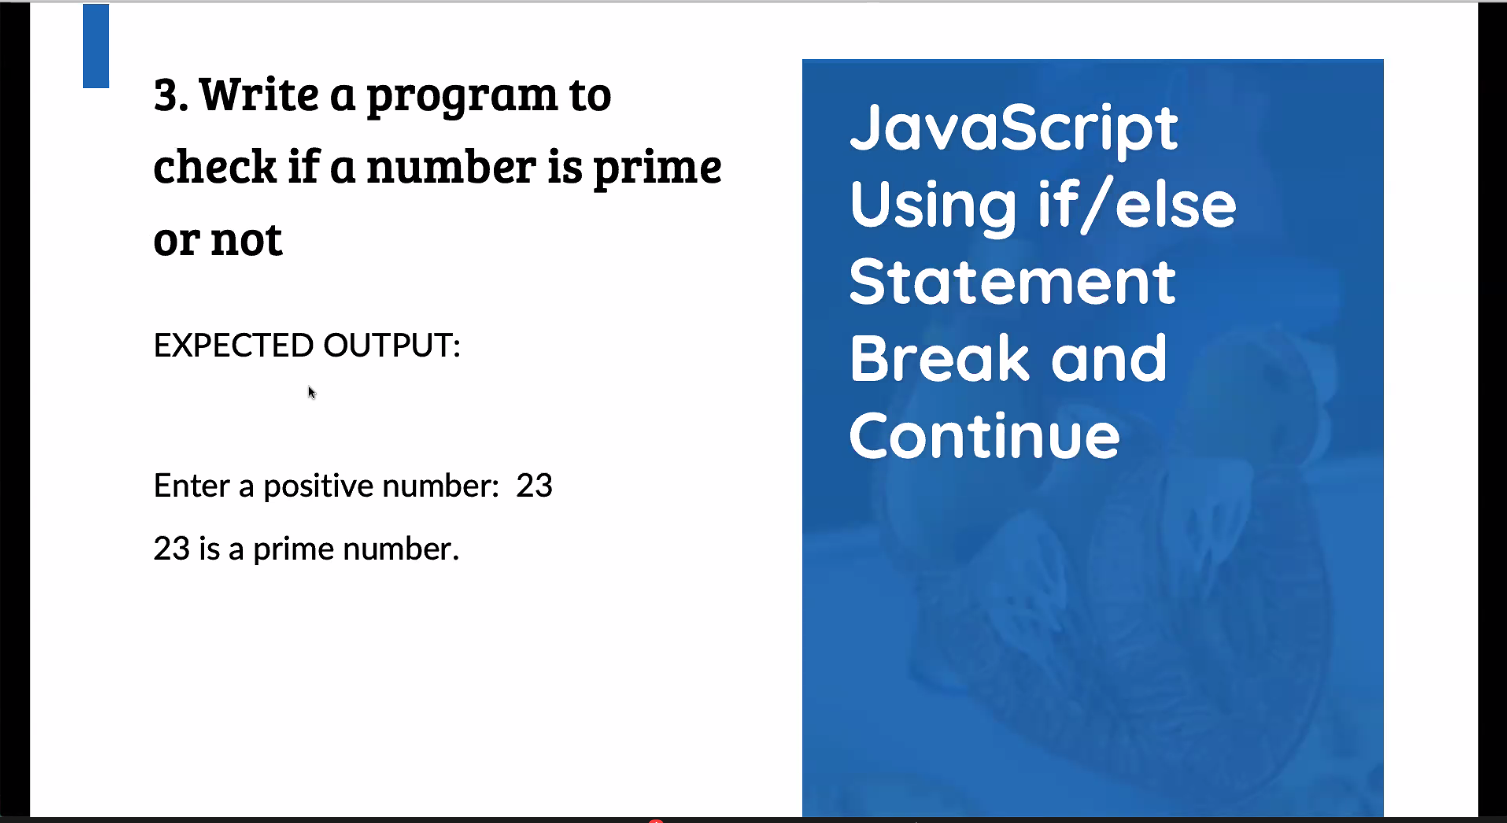 3. Write a program to
check if a number is prime
or not
EXPECTED OUTPUT:
Enter a positive number: 23
23 is a prime number.
JavaScript
Using if/else
Statement
Break and
Continue